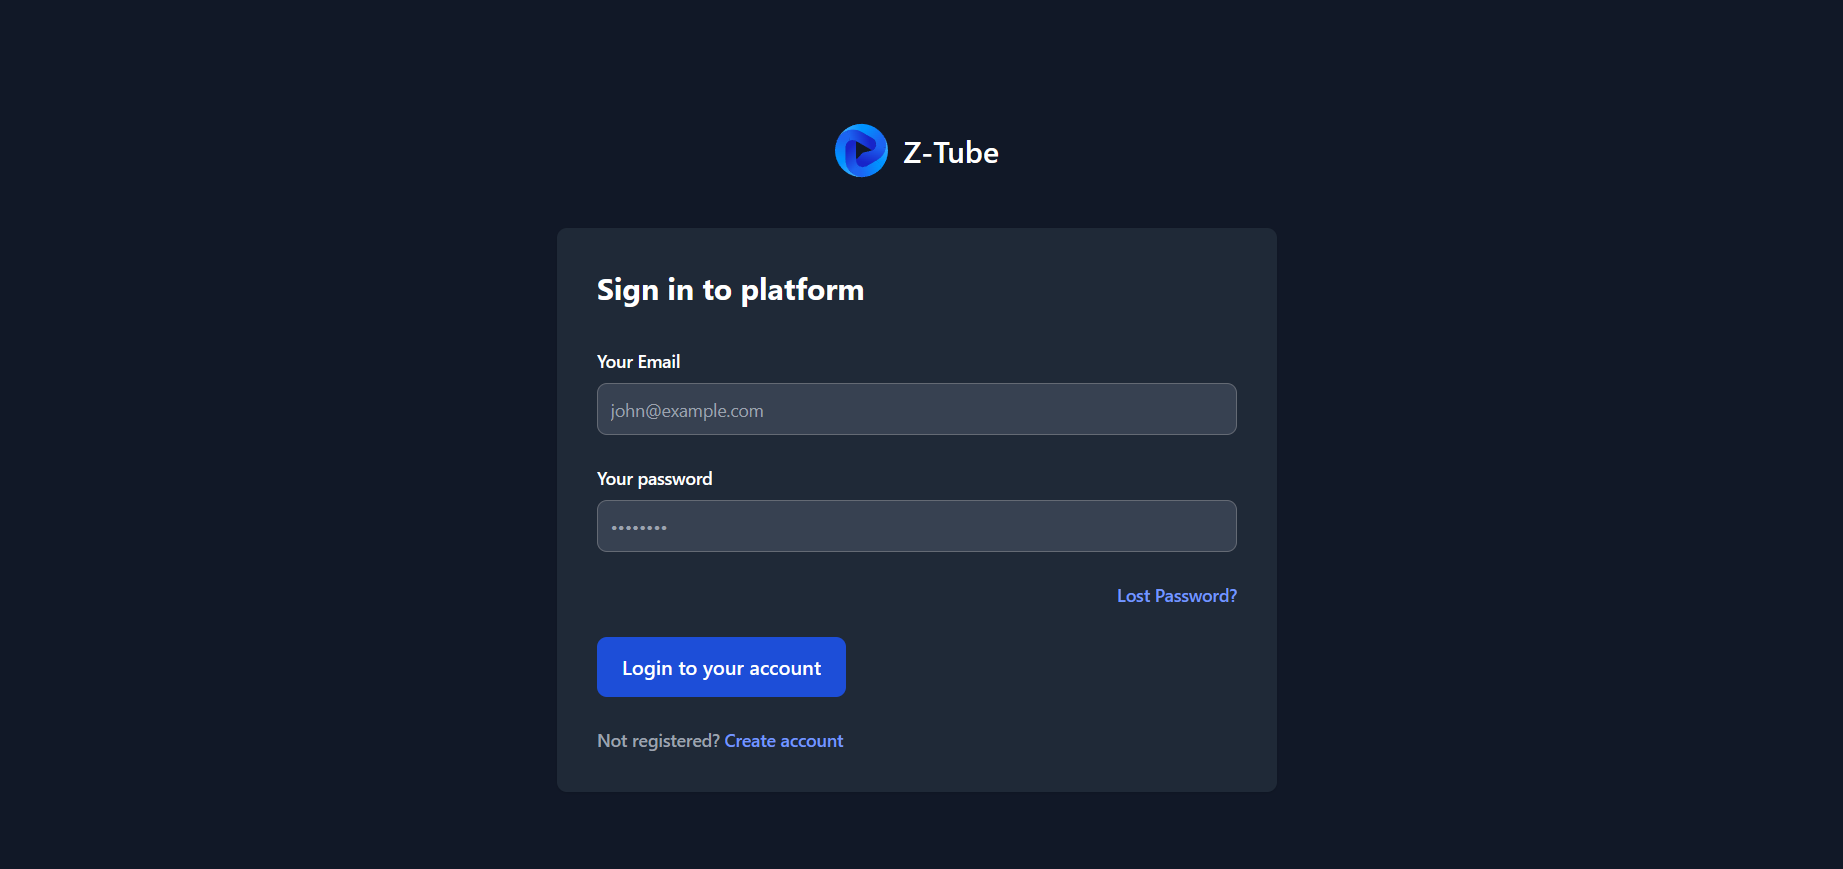 Z-Tube
Sign in to platform
Your Email
john@example.com
Your password
••••••••
Lost Password?
Login to your account
Not registered? Create account